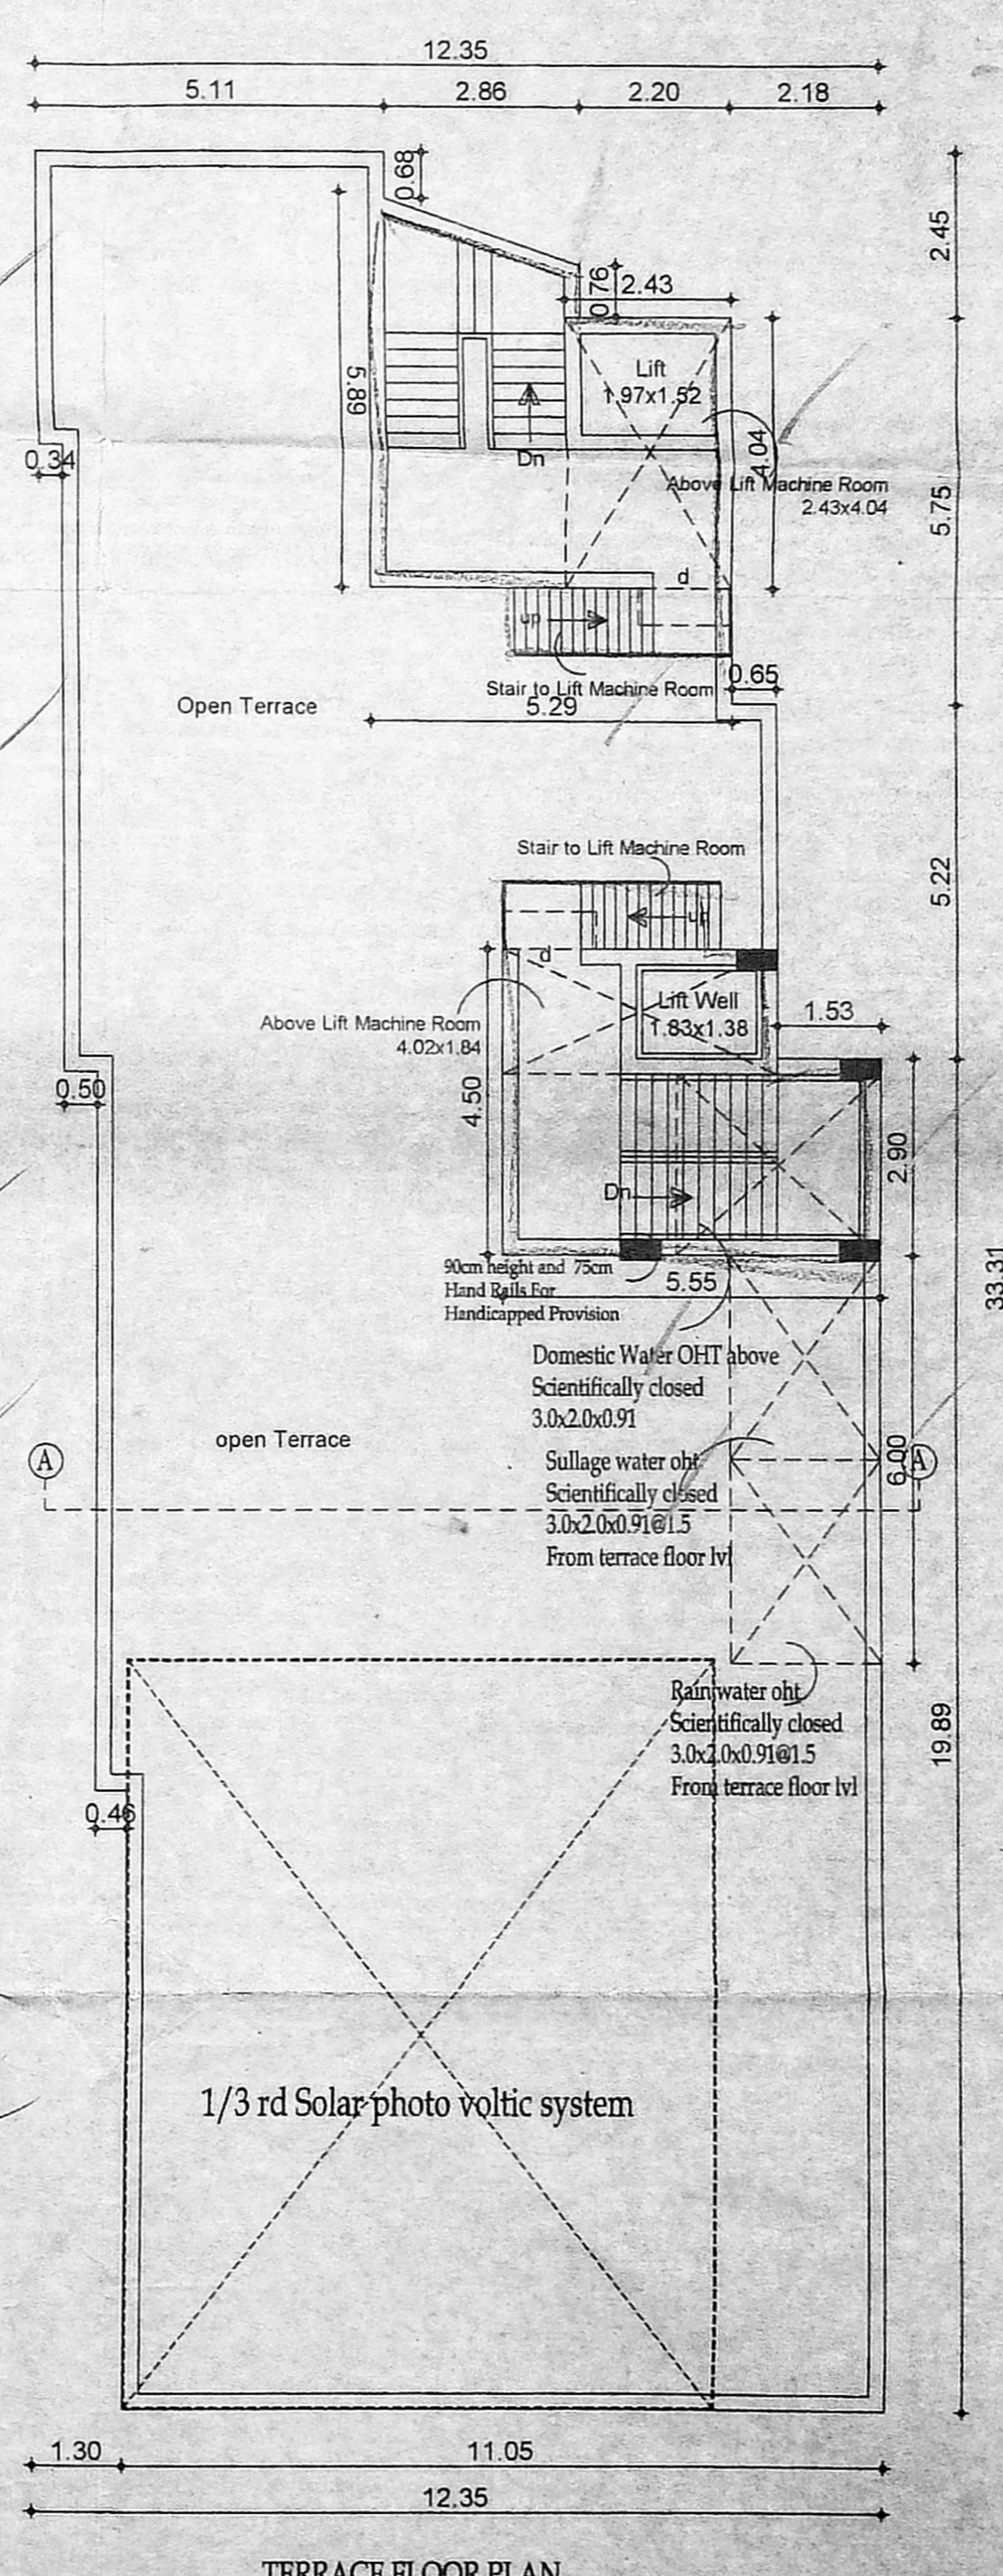 12.35
5.11
2.86
2.20
2.18
0.68
2.45
0.76
2.43
Lift
1.97x1.52
5.89
Dn
4.04
0.34
Above Lift Machine Room
2.43x4.04
5.75
d
up
0.65
Stair to Lift Machine Room
Open Terrace
5.29
Stair to Lift Machine Room
5.22
up
d
Lift Well
1.83x1.38
1.53
Above Lift Machine Room
4.02x1.84
0.50
4.50
2.90
Dn
90cm height and 75cm
Hand Rails For
Handicapped Provision
5.55
33.31
Domestic Water OHT above
Scientifically closed
3.0x2.0x0.91
open Terrace
A
A
6.00
Sullage water oht
Scientifically closed
3.0x2.0x0.91@1.5
From terrace floor lvl
Rain water oht
Scientifically closed
3.0x2.0x0.91@1.5
From terrace floor lvl
19.89
0.46
1/3 rd Solar photo voltic system
1.30
11.05
12.35
TERRACE FLOOR PLAN